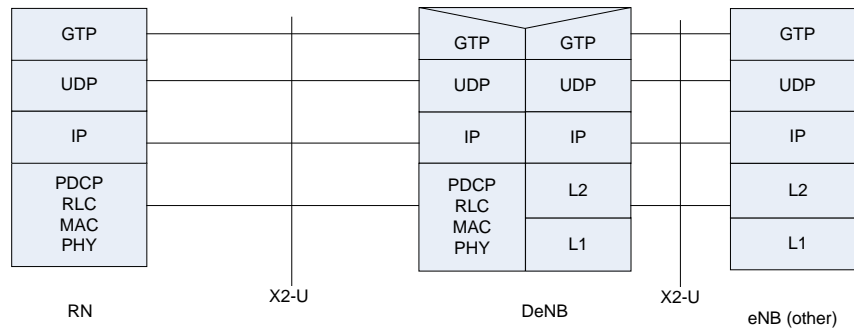 GTP
UDP
IP
PDCP
RLC
MAC
PHY
RN
X2-U
GTP
GTP
UDP
UDP
IP
IP
PDCP
RLC
MAC
PHY
L2
L1
DeNB
X2-U
GTP
UDP
IP
L2
L1
eNB (other)